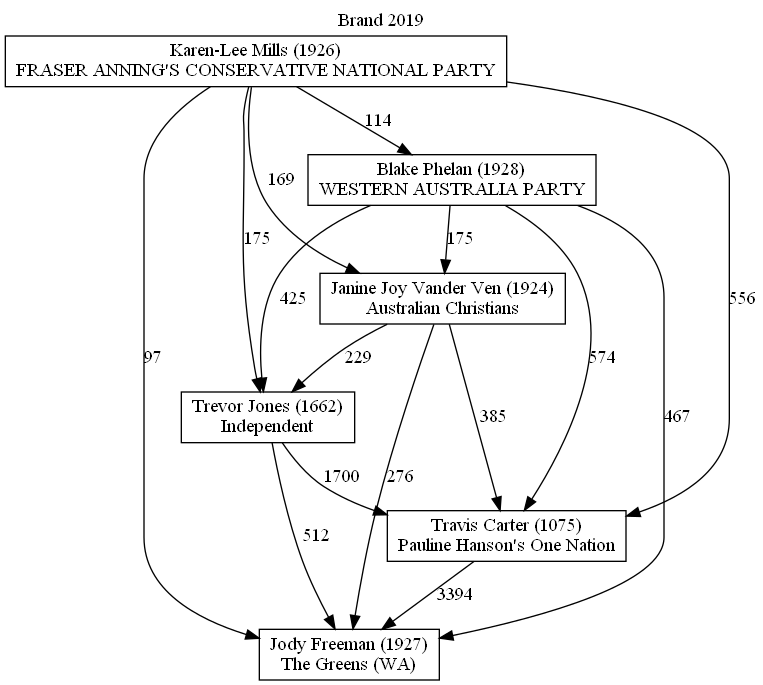 Brand 2019
Karen-Lee Mills (1926)
FRASER ANNING'S CONSERVATIVE NATIONAL PARTY
114
Blake Phelan (1928)
WESTERN AUSTRALIA PARTY
169
175
175
Janine Joy Vander Ven (1924)
Australian Christians
425
556
97
229
574
Trevor Jones (1662)
Independent
385
467
1700
276
Travis Carter (1075)
Pauline Hanson's One Nation
512
3394
Jody Freeman (1927)
The Greens (WA)